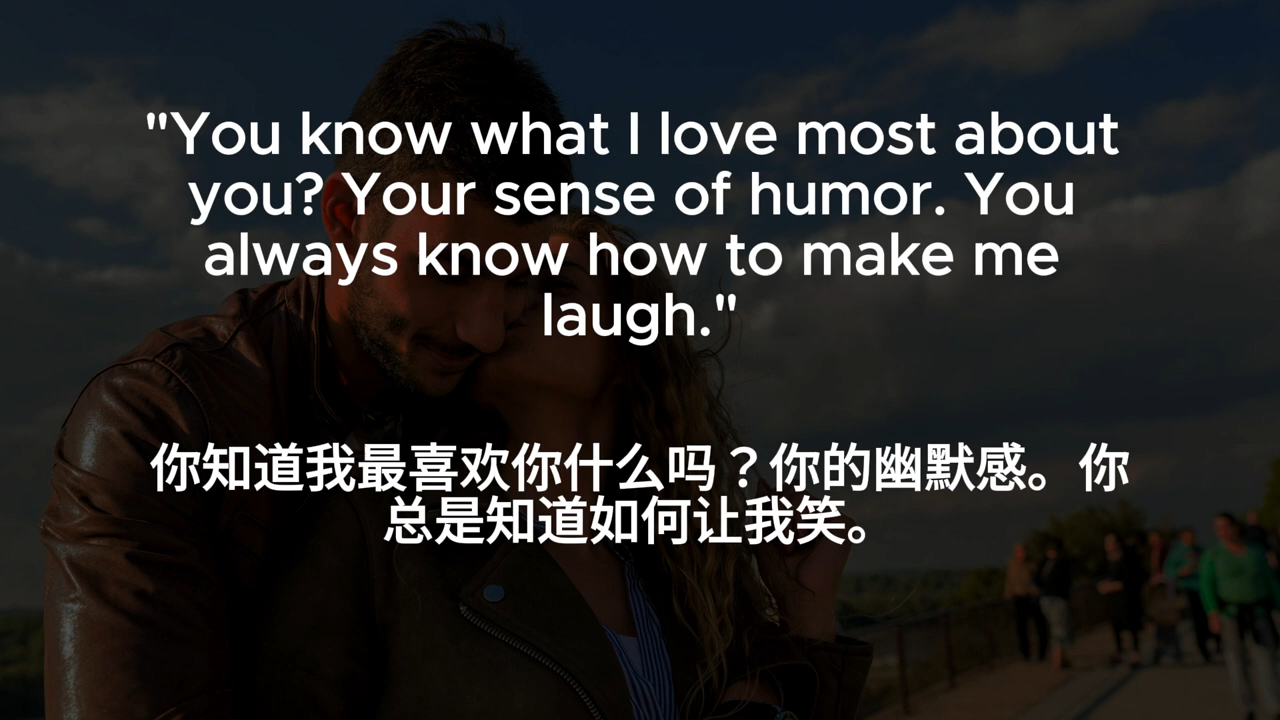 "You know what I love most about
you? Your sense of humor. You
always know how to make me
laugh."
你知道我最喜欢你什么吗？你的幽默感。你
总是知道如何让我笑。